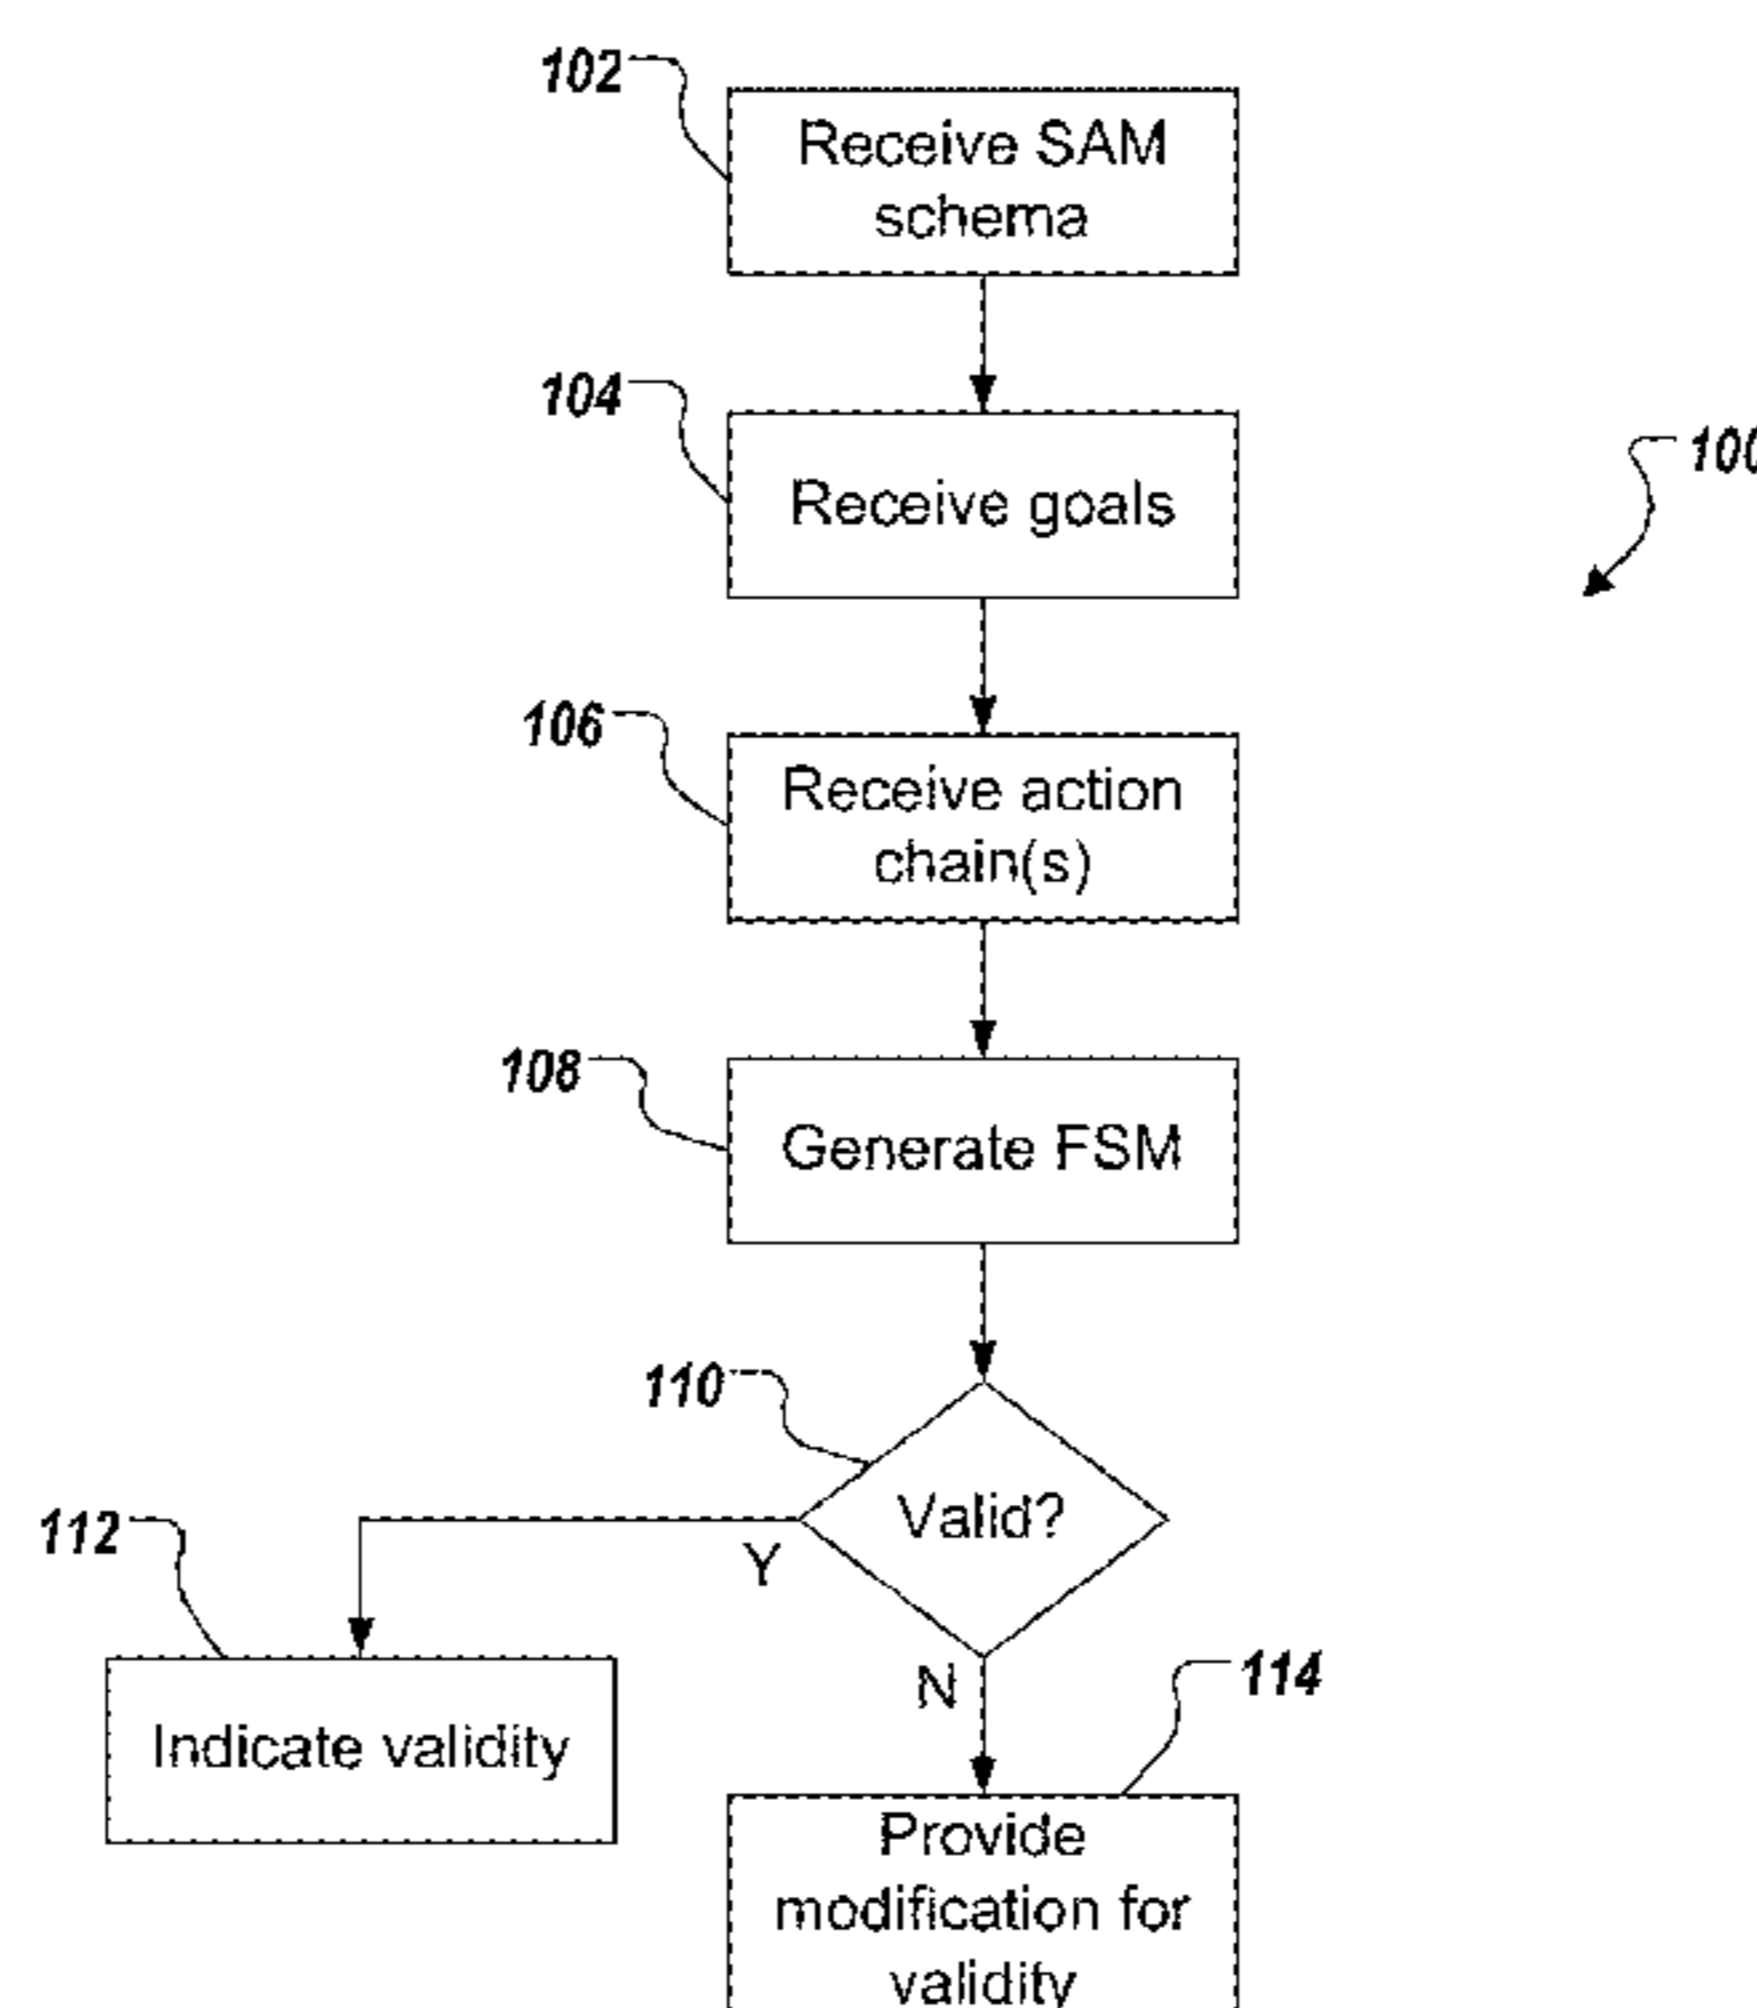 102
Receive SAM
schema
104
Receive goals
100
106
Receive action
chain(s)
108
Generate FSM
110
Valid?
Y
112
N
114
Indicate validity
Provide
modification for
validity